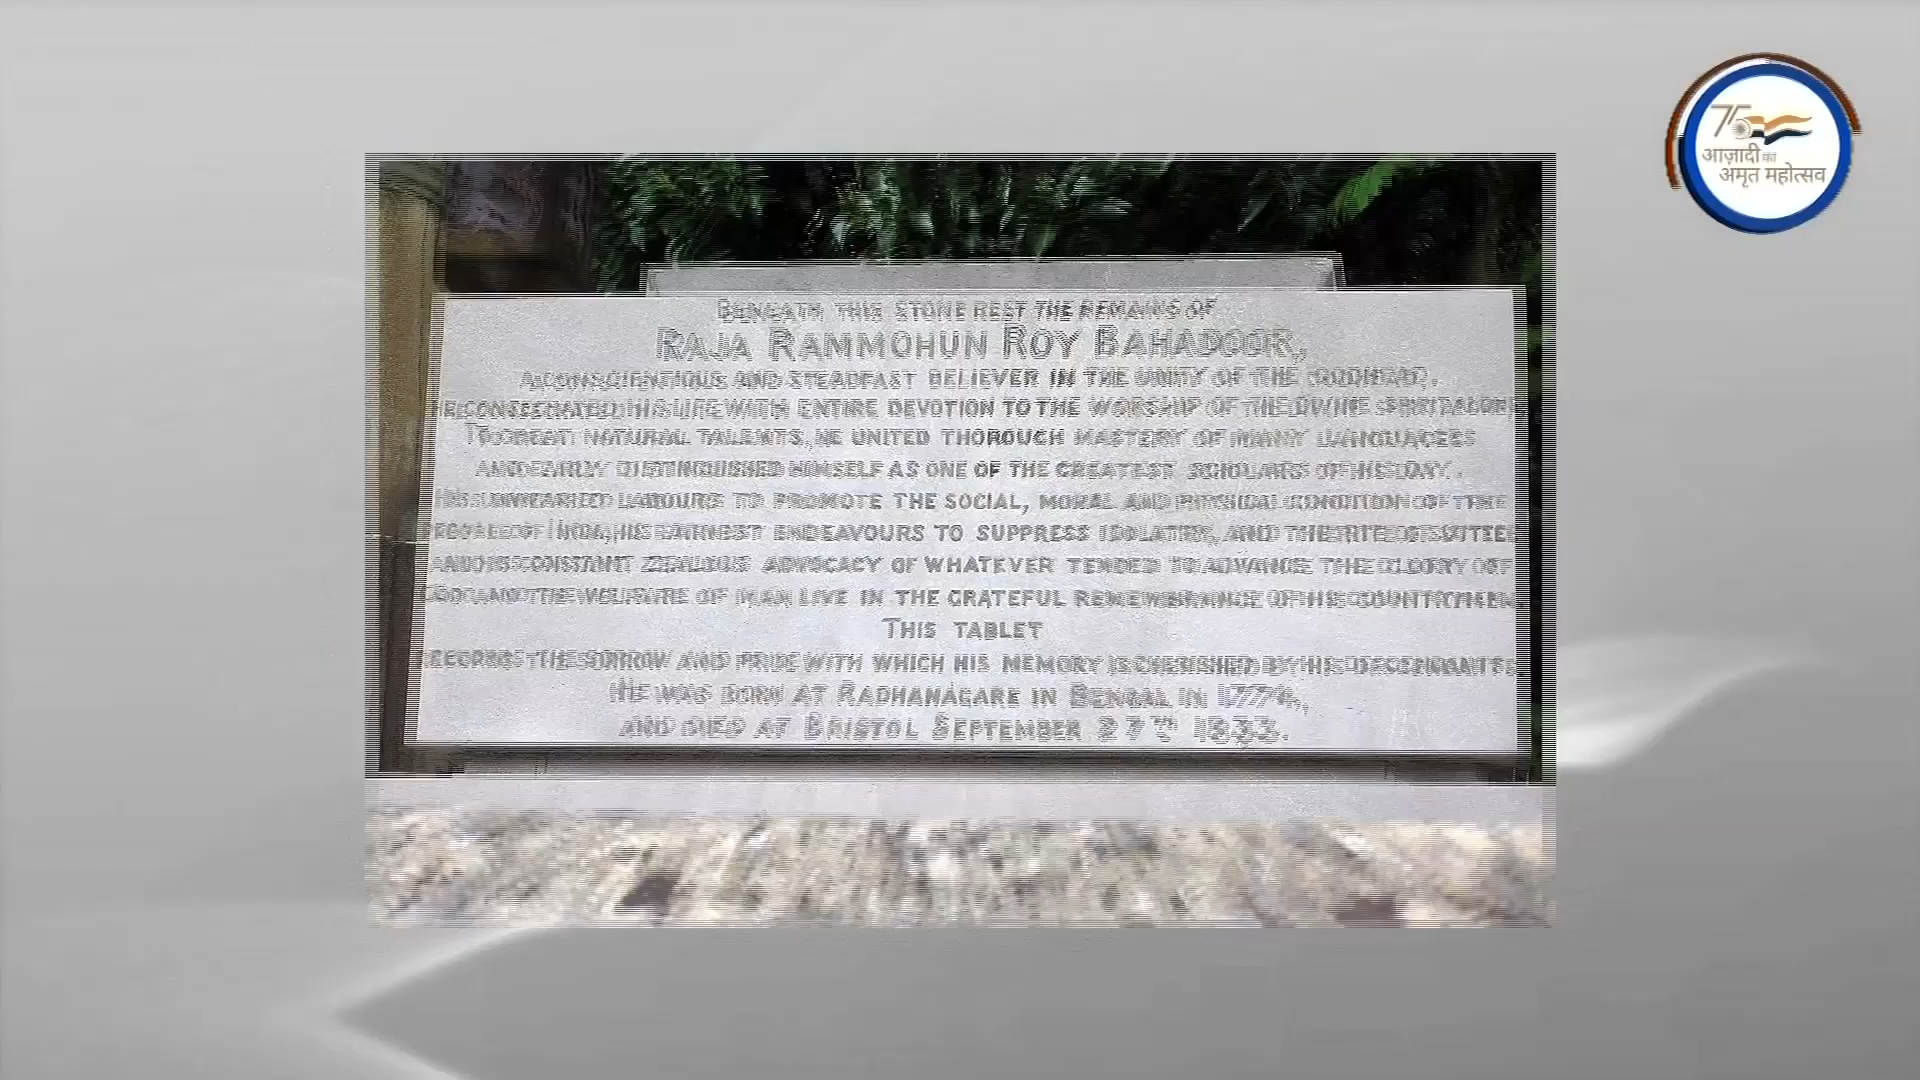 75
आज़ादी का
अमृत महोत्सव
BENEATH THIS STONE REST THE REMAINS OF
RAJA RAMMOHUN ROY BAHADOOR,
A CONSCIENTIOUS AND STEADFAST BELIEVER IN THE UNITY OF THE GODHEAD,
HE CONSECRATED HIS LIFE WITH ENTIRE DEVOTION TO THE WORSHIP OF THE DIVINE SPIRIT ALONE
TO GREAT NATURAL TALENTS, HE UNITED THOROUGH MASTERY OF MANY LANGUAGES
AND EARLY DISTINGUISHED HIMSELF AS ONE OF THE GREATEST SCHOLARS OF HIS DAY.
HIS UNWEARIED LABOURS TO PROMOTE THE SOCIAL, MORAL AND PHYSICAL CONDITION OF THE
PEOPLE OF INDIA, HIS EARNEST ENDEAVOURS TO SUPPRESS IDOLATRY, AND THE RITE OF SUTTEE
AND HIS CONSTANT ZEALOUS ADVOCACY OF WHATEVER TENDED TO ADVANCE THE GLORY OF
GOD AND THE WELFARE OF MAN LIVE IN THE GRATEFUL REMEMBRANCE OF HIS COUNTRYMEN.
THIS TABLET
RECORDS THE SORROW AND PRIDE WITH WHICH HIS MEMORY IS CHERISHED BY HIS DESCENDANTS.
HE WAS BORN AT RADHANAGARE IN BENGAL IN 1774,
AND DIED AT BRISTOL SEPTEMBER 27TH 1833.